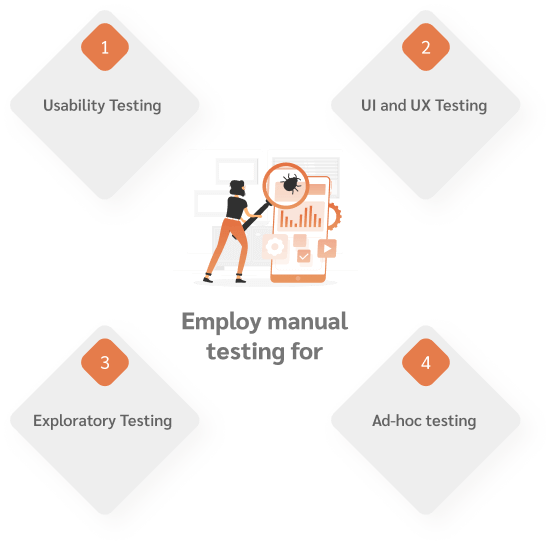 1
Usability Testing
2
UI and UX Testing
Employ manual
testing for
3
Exploratory Testing
4
Ad-hoc testing